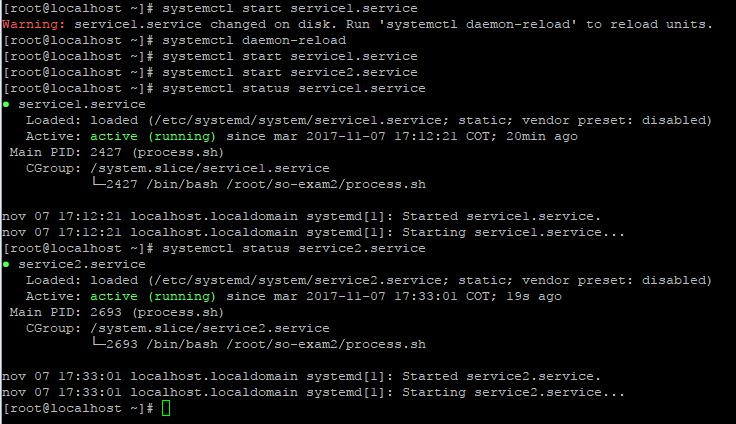 [root@localhost ~]# systemctl start service1.service
Warning: service1.service changed on disk. Run 'systemctl daemon-reload' to reload units.
[root@localhost ~]# systemctl daemon-reload
[root@localhost ~]# systemctl start service1.service
[root@localhost ~]# systemctl start service2.service
[root@localhost ~]# systemctl status service1.service
● service1.service
   Loaded: loaded (/etc/systemd/system/service1.service; static; vendor preset: disabled)
   Active: active (running) since mar 2017-11-07 17:12:21 COT; 20min ago
 Main PID: 2427 (process.sh)
   CGroup: /system.slice/service1.service
           └─2427 /bin/bash /root/so-exam2/process.sh

nov 07 17:12:21 localhost.localdomain systemd[1]: Started service1.service.
nov 07 17:12:21 localhost.localdomain systemd[1]: Starting service1.service...
[root@localhost ~]# systemctl status service2.service
● service2.service
   Loaded: loaded (/etc/systemd/system/service2.service; static; vendor preset: disabled)
   Active: active (running) since mar 2017-11-07 17:33:01 COT; 19s ago
 Main PID: 2693 (process.sh)
   CGroup: /system.slice/service2.service
           └─2693 /bin/bash /root/so-exam2/process.sh

nov 07 17:33:01 localhost.localdomain systemd[1]: Started service2.service.
nov 07 17:33:01 localhost.localdomain systemd[1]: Starting service2.service...
[root@localhost ~]#